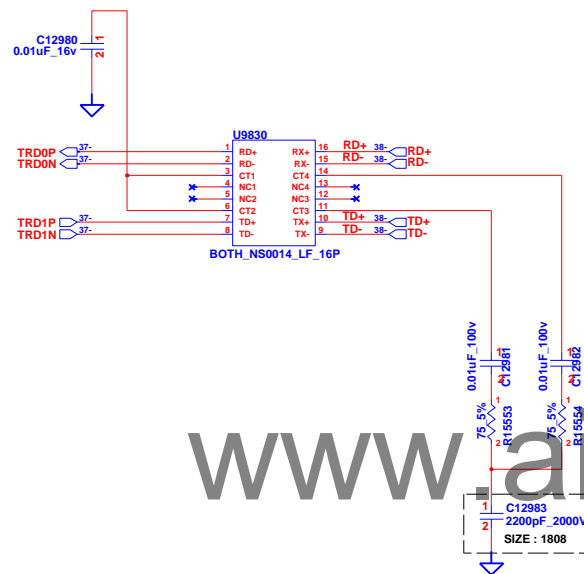 C12980
0.01uF_16v
1
2
U9830
BOTH_NS0014_LF_16P
TRD0P 37- 1 RD+ RX+ 16 RD+ 38- RD+
TRD0N 37- 2 RD- RX- 15 RD- 38- RD-
3 CT1 CT4 14
4 NC1 NC4 13
5 NC2 NC3 12
6 CT2 CT3 11
TRD1P 37- 7 TD+ TX+ 10 TD+ 38- TD+
TRD1N 37- 8 TD- TX- 9 TD- 38- TD-
0.01uF_100v
1
2
C12981
0.01uF_100v
1
2
C12982
75_5%
1
2
R15553
75_5%
1
2
R15554
www.al
1
2
C12983
2200pF_2000V
SIZE : 1808